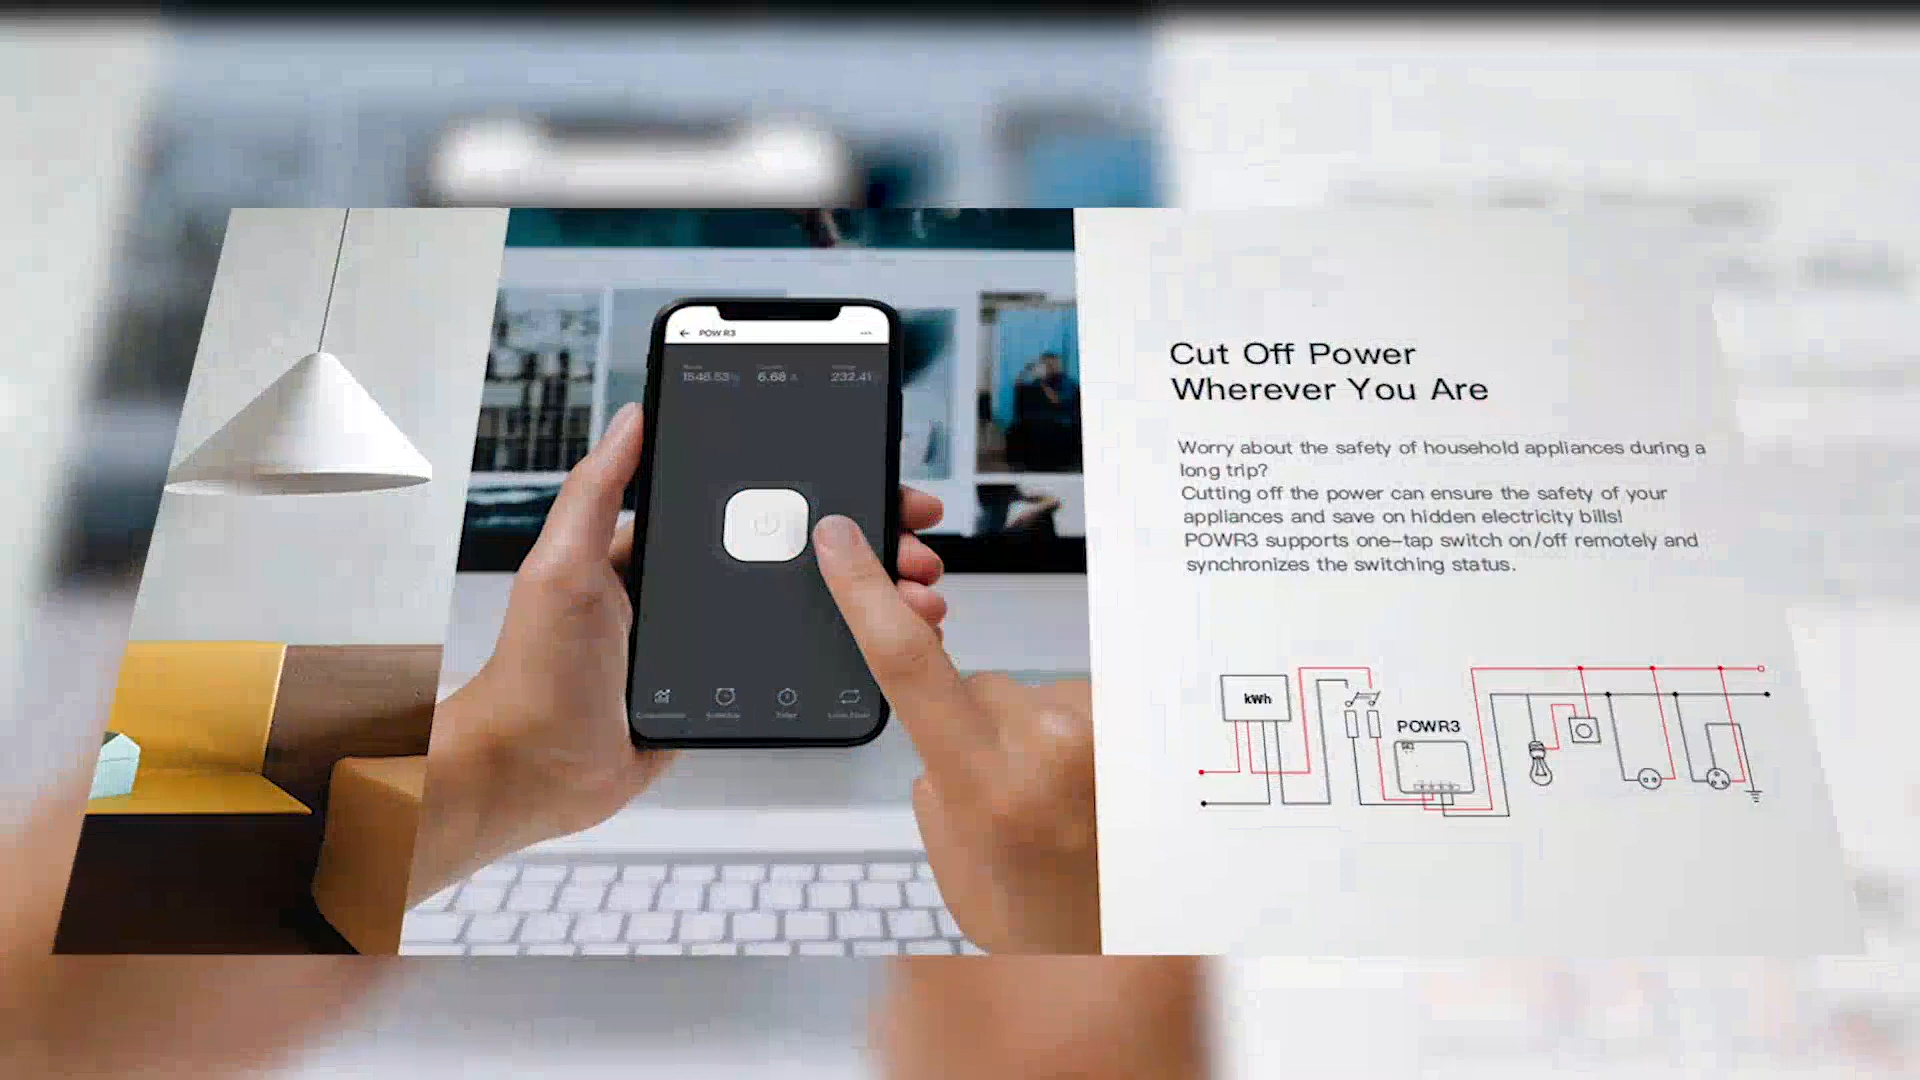 POW R3
1548.53
6.68 A
232.41
Cut Off Power
Wherever You Are
Worry about the safety of household appliances during a
long trip?
Cutting off the power can ensure the safety of your
appliances and save on hidden electricity bills!
POWR3 supports one-tap switch on/off remotely and
synchronizes the switching status.
kWh
POWR3